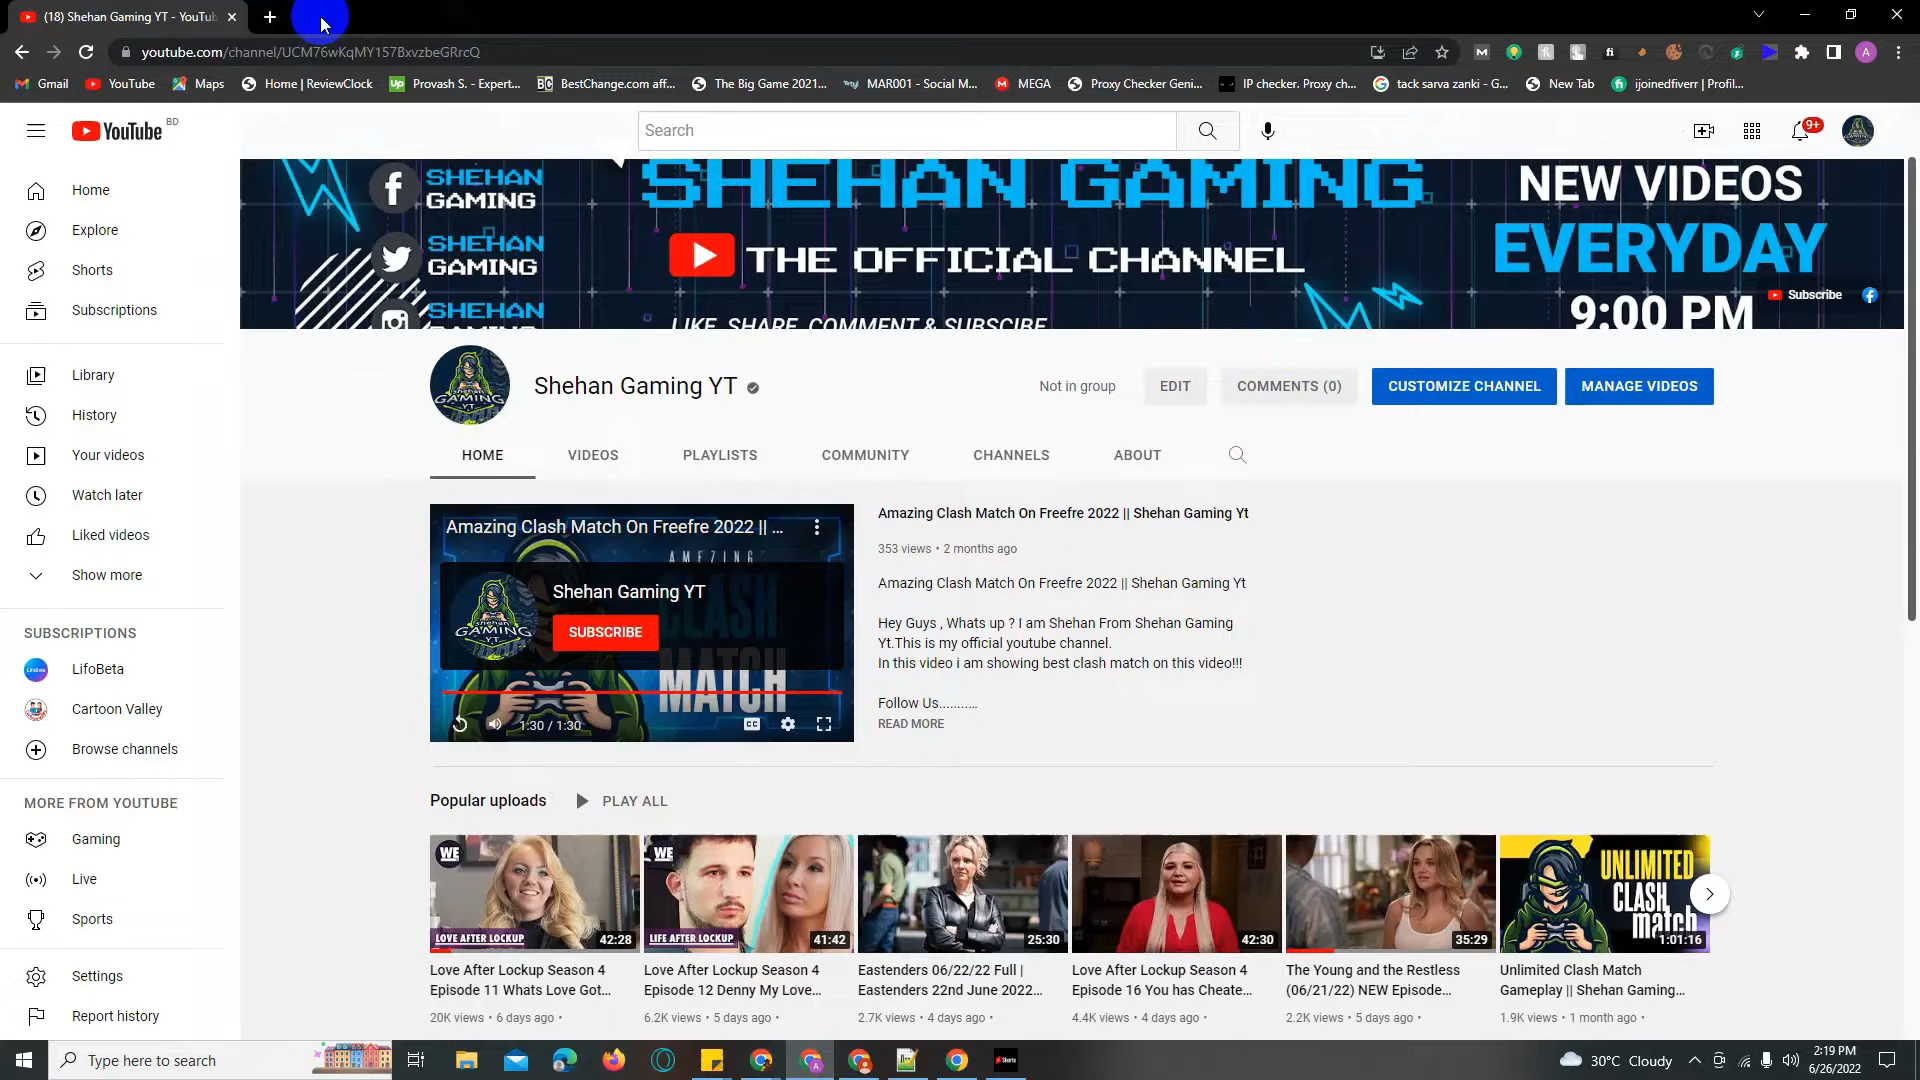 (18) Shehan Gaming YT - YouTub
youtube.com/channel/UCM76wKqMY157BxvzbeGRrcQ
Gmail
YouTube
Maps
Home | ReviewClock
Provash S. - Expert...
BestChange.com aff...
The Big Game 2021...
MAR001 - Social M...
MEGA
Proxy Checker Geni...
IP checker. Proxy ch...
tack sarva zanki - G...
New Tab
ijoinedfiverr | Profil...
YouTube BD
Search
9+
Home
Explore
Shorts
Subscriptions
Library
History
Your videos
Watch later
Liked videos
Show more
SUBSCRIPTIONS
LifoBeta
Cartoon Valley
Browse channels
MORE FROM YOUTUBE
Gaming
Live
Sports
Settings
Report history
SHEHAN
GAMING
SHEHAN
GAMING
SHEHAN
GAMING
SHEHAN GAMING
THE OFFICIAL CHANNEL
LIKE, SHARE, COMMENT & SUBSCIBE
NEW VIDEOS
EVERYDAY
9:00 PM
Subscribe
Shehan Gaming YT
Not in group
EDIT
COMMENTS (0)
CUSTOMIZE CHANNEL
MANAGE VIDEOS
HOME
VIDEOS
PLAYLISTS
COMMUNITY
CHANNELS
ABOUT
Amazing Clash Match On Freefre 2022 || ...
AMEZING
CLASH
MATCH
Shehan Gaming YT
SUBSCRIBE
1:30 / 1:30
Amazing Clash Match On Freefre 2022 || Shehan Gaming Yt
353 views • 2 months ago
Amazing Clash Match On Freefre 2022 || Shehan Gaming Yt
Hey Guys , Whats up ? I am Shehan From Shehan Gaming
Yt.This is my official youtube channel.
In this video i am showing best clash match on this video!!!
Follow Us..........
READ MORE
Popular uploads
PLAY ALL
WE
LOVE AFTER LOCKUP
42:28
Love After Lockup Season 4
Episode 11 Whats Love Got...
20K views • 6 days ago •
WE
LIFE AFTER LOCKUP
41:42
Love After Lockup Season 4
Episode 12 Denny My Love...
6.2K views • 5 days ago •
25:30
Eastenders 06/22/22 Full |
Eastenders 22nd June 2022...
2.7K views • 4 days ago •
42:30
Love After Lockup Season 4
Episode 16 You has Cheate...
4.4K views • 4 days ago •
35:29
The Young and the Restless
(06/21/22) NEW Episode...
2.2K views • 5 days ago •
UNLIMITED
CLASH
match
1:01:16
Unlimited Clash Match
Gameplay || Shehan Gaming...
1.9K views • 1 month ago •
Type here to search
30°C Cloudy
2:19 PM
6/26/2022